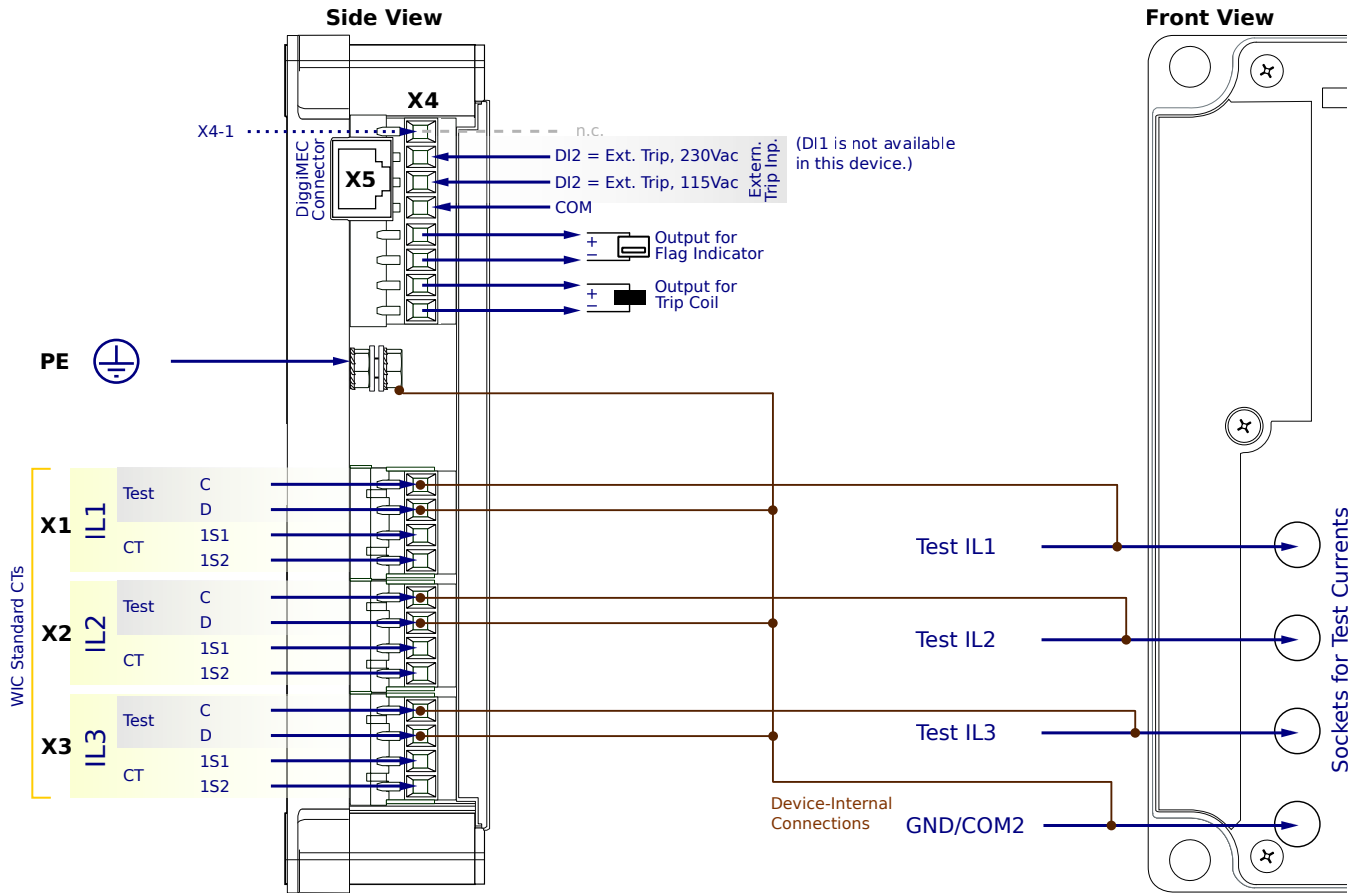 Side View
Front View
X4
X4-1
n.c.
DI2 = Ext. Trip, 230Vac
DI2 = Ext. Trip, 115Vac
COM
Extern.
Trip Inp.
(DI1 is not available
in this device.)
DiggiMEC
Connector
X5
+
−
Output for
Flag Indicator
+
−
Output for
Trip Coil
PE
WIC Standard CTs
X1
IL1
Test
C
D
CT
1S1
1S2
X2
IL2
Test
C
D
CT
1S1
1S2
X3
IL3
Test
C
D
CT
1S1
1S2
Test IL1
Test IL2
Test IL3
Device-Internal
Connections
GND/COM2
Sockets for Test Currents